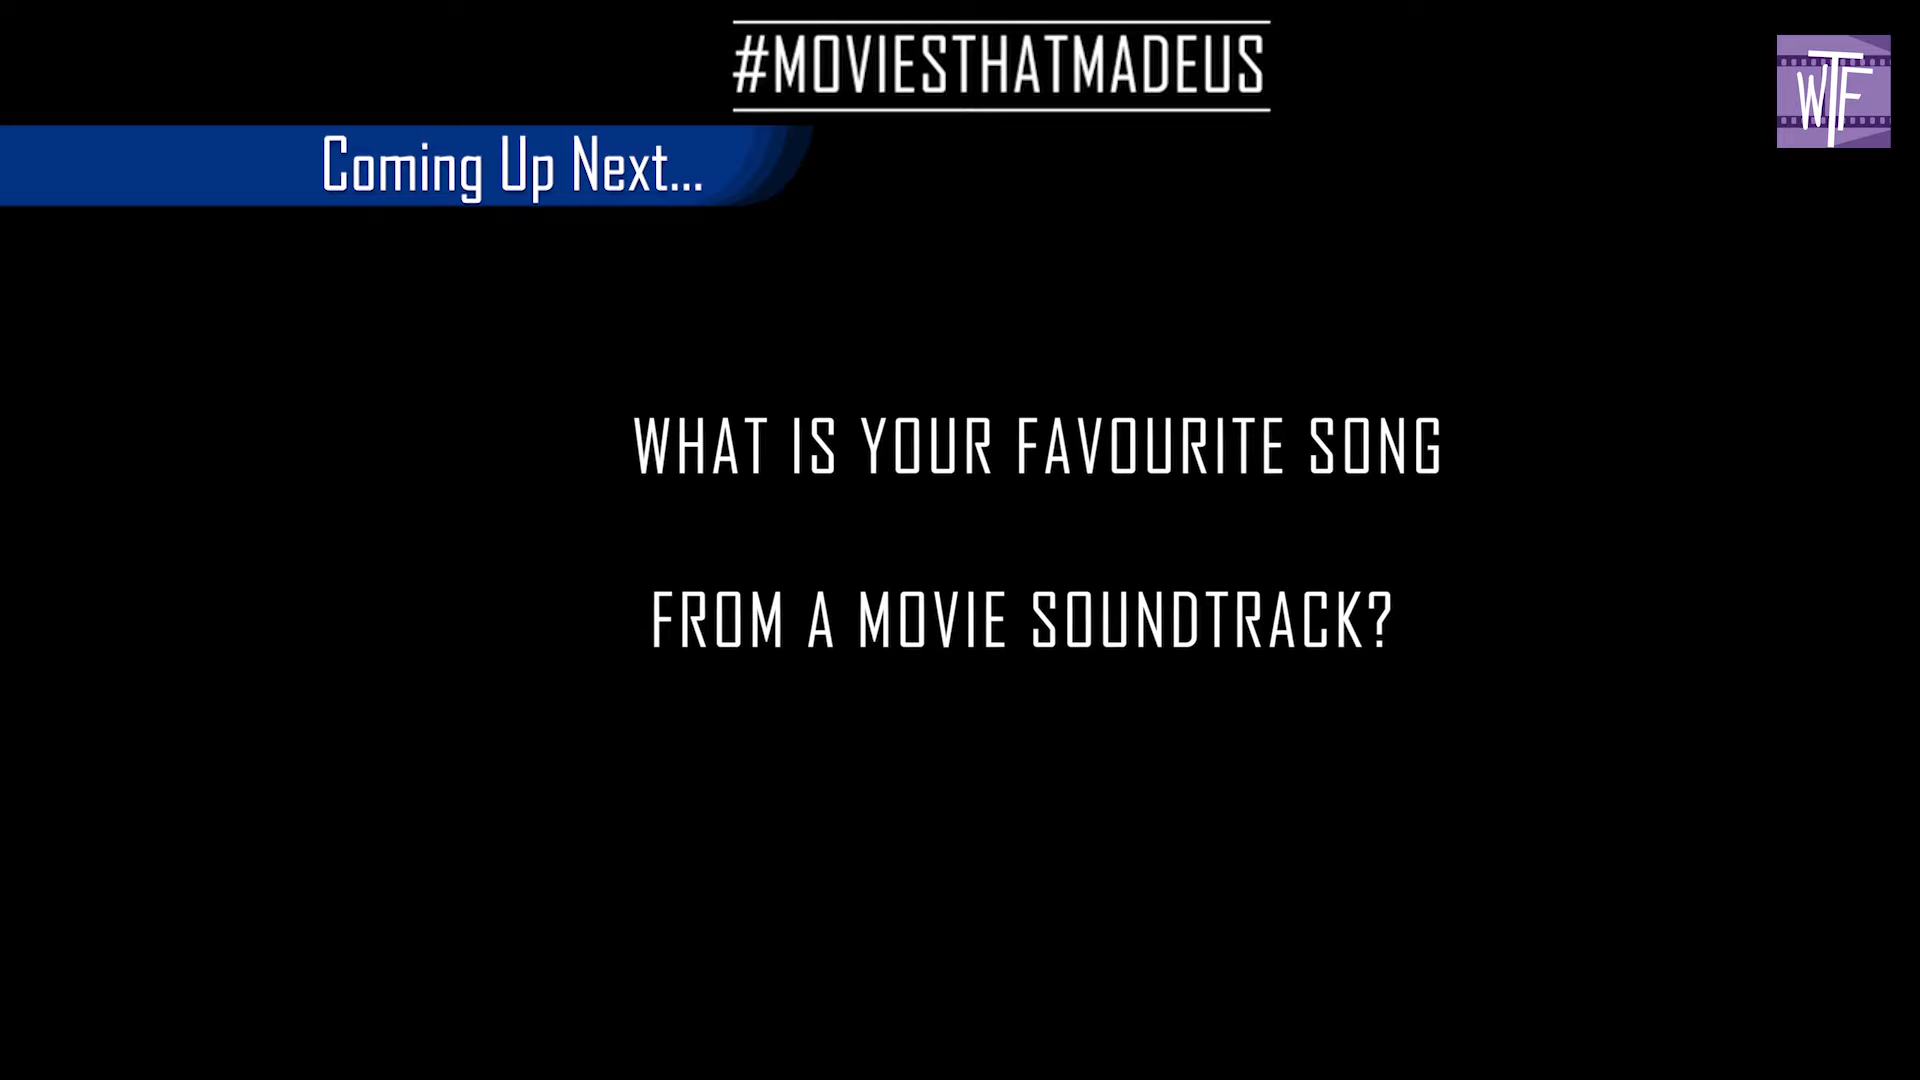 #MOVIESTHATMADEUS
WTF
Coming Up Next...
WHAT IS YOUR FAVOURITE SONG
FROM A MOVIE SOUNDTRACK?